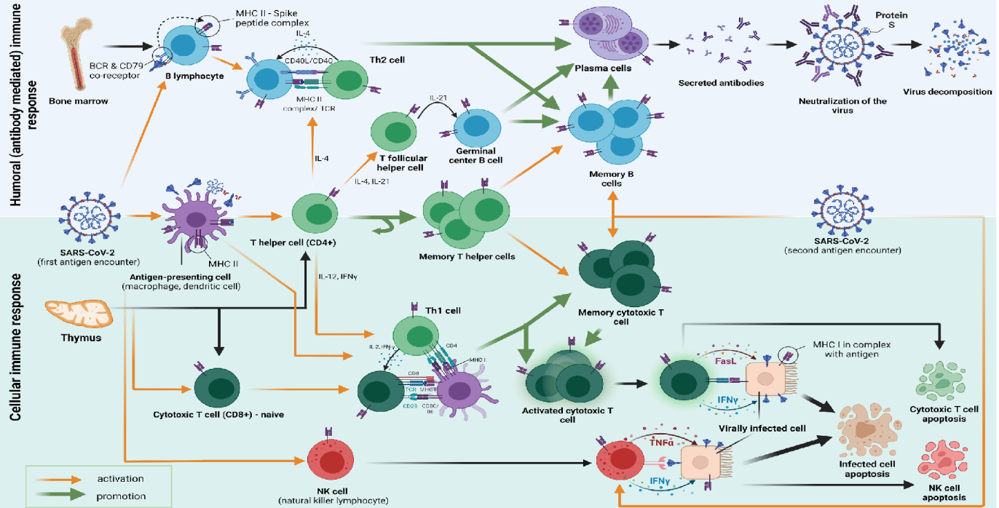 Humoral (antibody mediated) immune
response
MHC II - Spike
peptide complex
BCR & CD79
co-receptor
B lymphocyte
Bone marrow
IL-4
CD40L/CD40
MHC II
complex/ TCR
Th2 cell
Plasma cells
Secreted antibodies
Protein
S
Neutralization of the
virus
Virus decomposition
IL-21
T follicular
helper cell
Germinal
center B cell
Memory B
cells
IL-4
IL-4, IL-21
SARS-CoV-2
(first antigen encounter)
MHC II
Antigen-presenting cell
(macrophage, dendritic cell)
T helper cell (CD4+)
Memory T helper cells
SARS-CoV-2
(second antigen encounter)
Cellular immune response
Thymus
IL-12, IFNγ
Th1 cell
IL-2, IFN-γ
CD4
MHC II
CD8
TCR
MHC I
CD28
CD80/
B6
Cytotoxic T cell (CD8+) - naive
Memory cytotoxic T
cell
Activated cytotoxic T
cell
FasL
IFNγ
MHC I in complex
with antigen
Virally infected cell
Cytotoxic T cell
apoptosis
Infected cell
apoptosis
TNFα
IFNγ
NK cell
apoptosis
NK cell
(natural killer lymphocyte)
activation
promotion